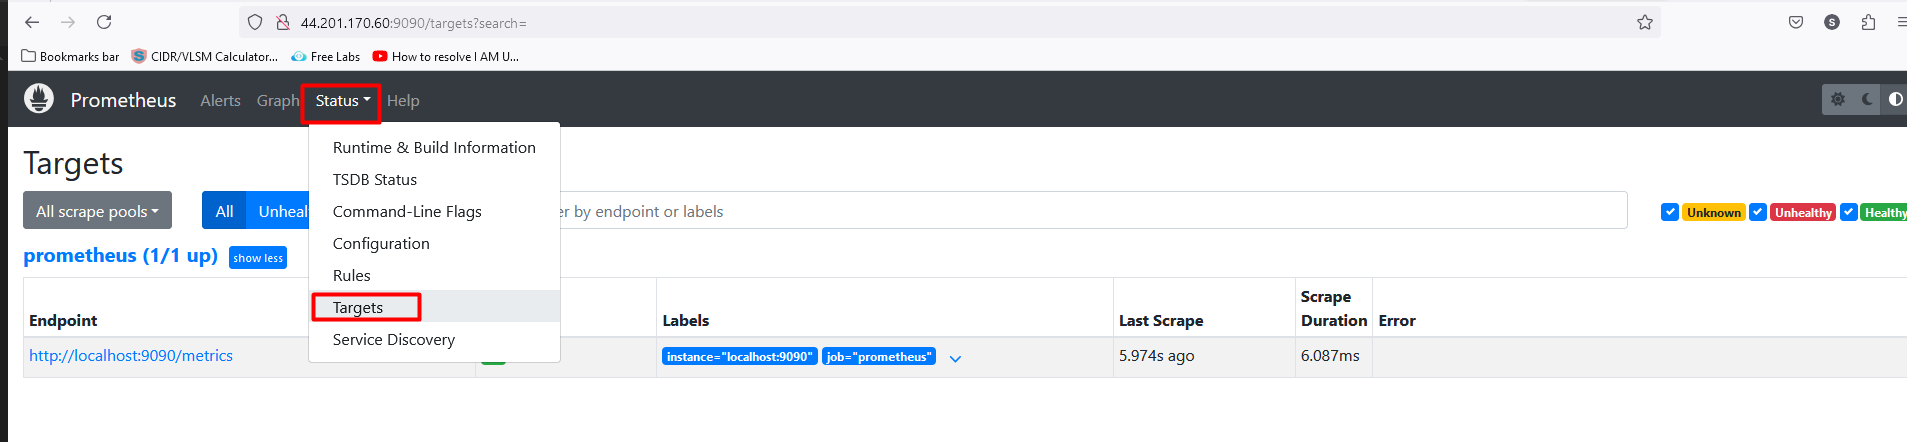 44.201.170.60:9090/targets?search=
Bookmarks bar CIDR/VLSM Calculator... Free Labs How to resolve I AM U...
S
Prometheus Alerts Graph Status Help
Runtime & Build Information
TSDB Status
Command-Line Flags
Configuration
Rules
Targets
Service Discovery
Targets
All scrape pools All Unheal er by endpoint or labels Unknown Unhealthy Healthy
prometheus (1/1 up) show less
Endpoint Labels Last Scrape Scrape Duration Error
http://localhost:9090/metrics instance="localhost:9090" job="prometheus" 5.974s ago 6.087ms